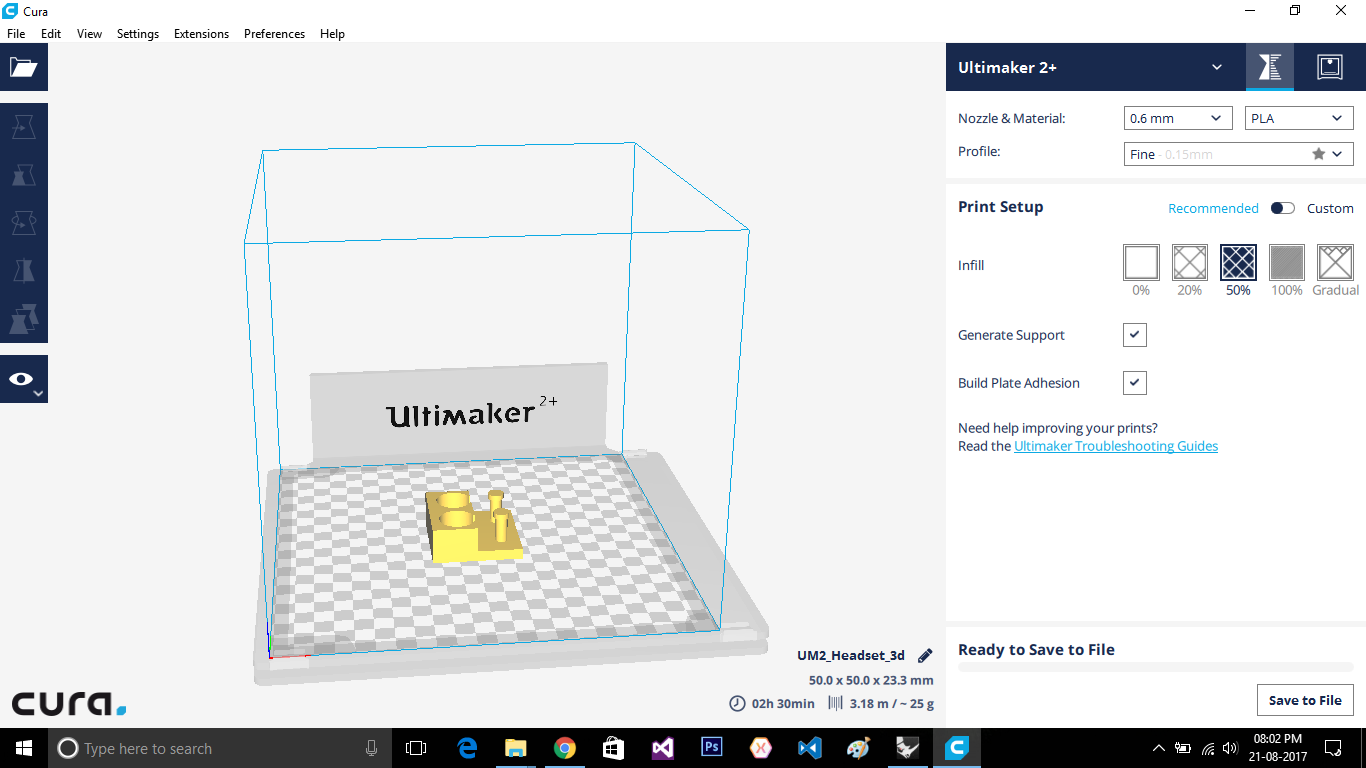 Cura
File Edit View Settings Extensions Preferences Help
Ultimaker 2+
Nozzle & Material: 0.6 mm PLA
Profile: Fine - 0.15mm
Print Setup Recommended Custom
Infill
0% 20% 50% 100% Gradual
Generate Support
Build Plate Adhesion
Need help improving your prints?
Read the Ultimaker Troubleshooting Guides
Ultimaker 2+
UM2_Headset_3d
50.0 x 50.0 x 23.3 mm
02h 30min 3.18 m / ~ 25 g
Ready to Save to File
Save to File
cura.
Type here to search
Ps
08:02 PM
21-08-2017